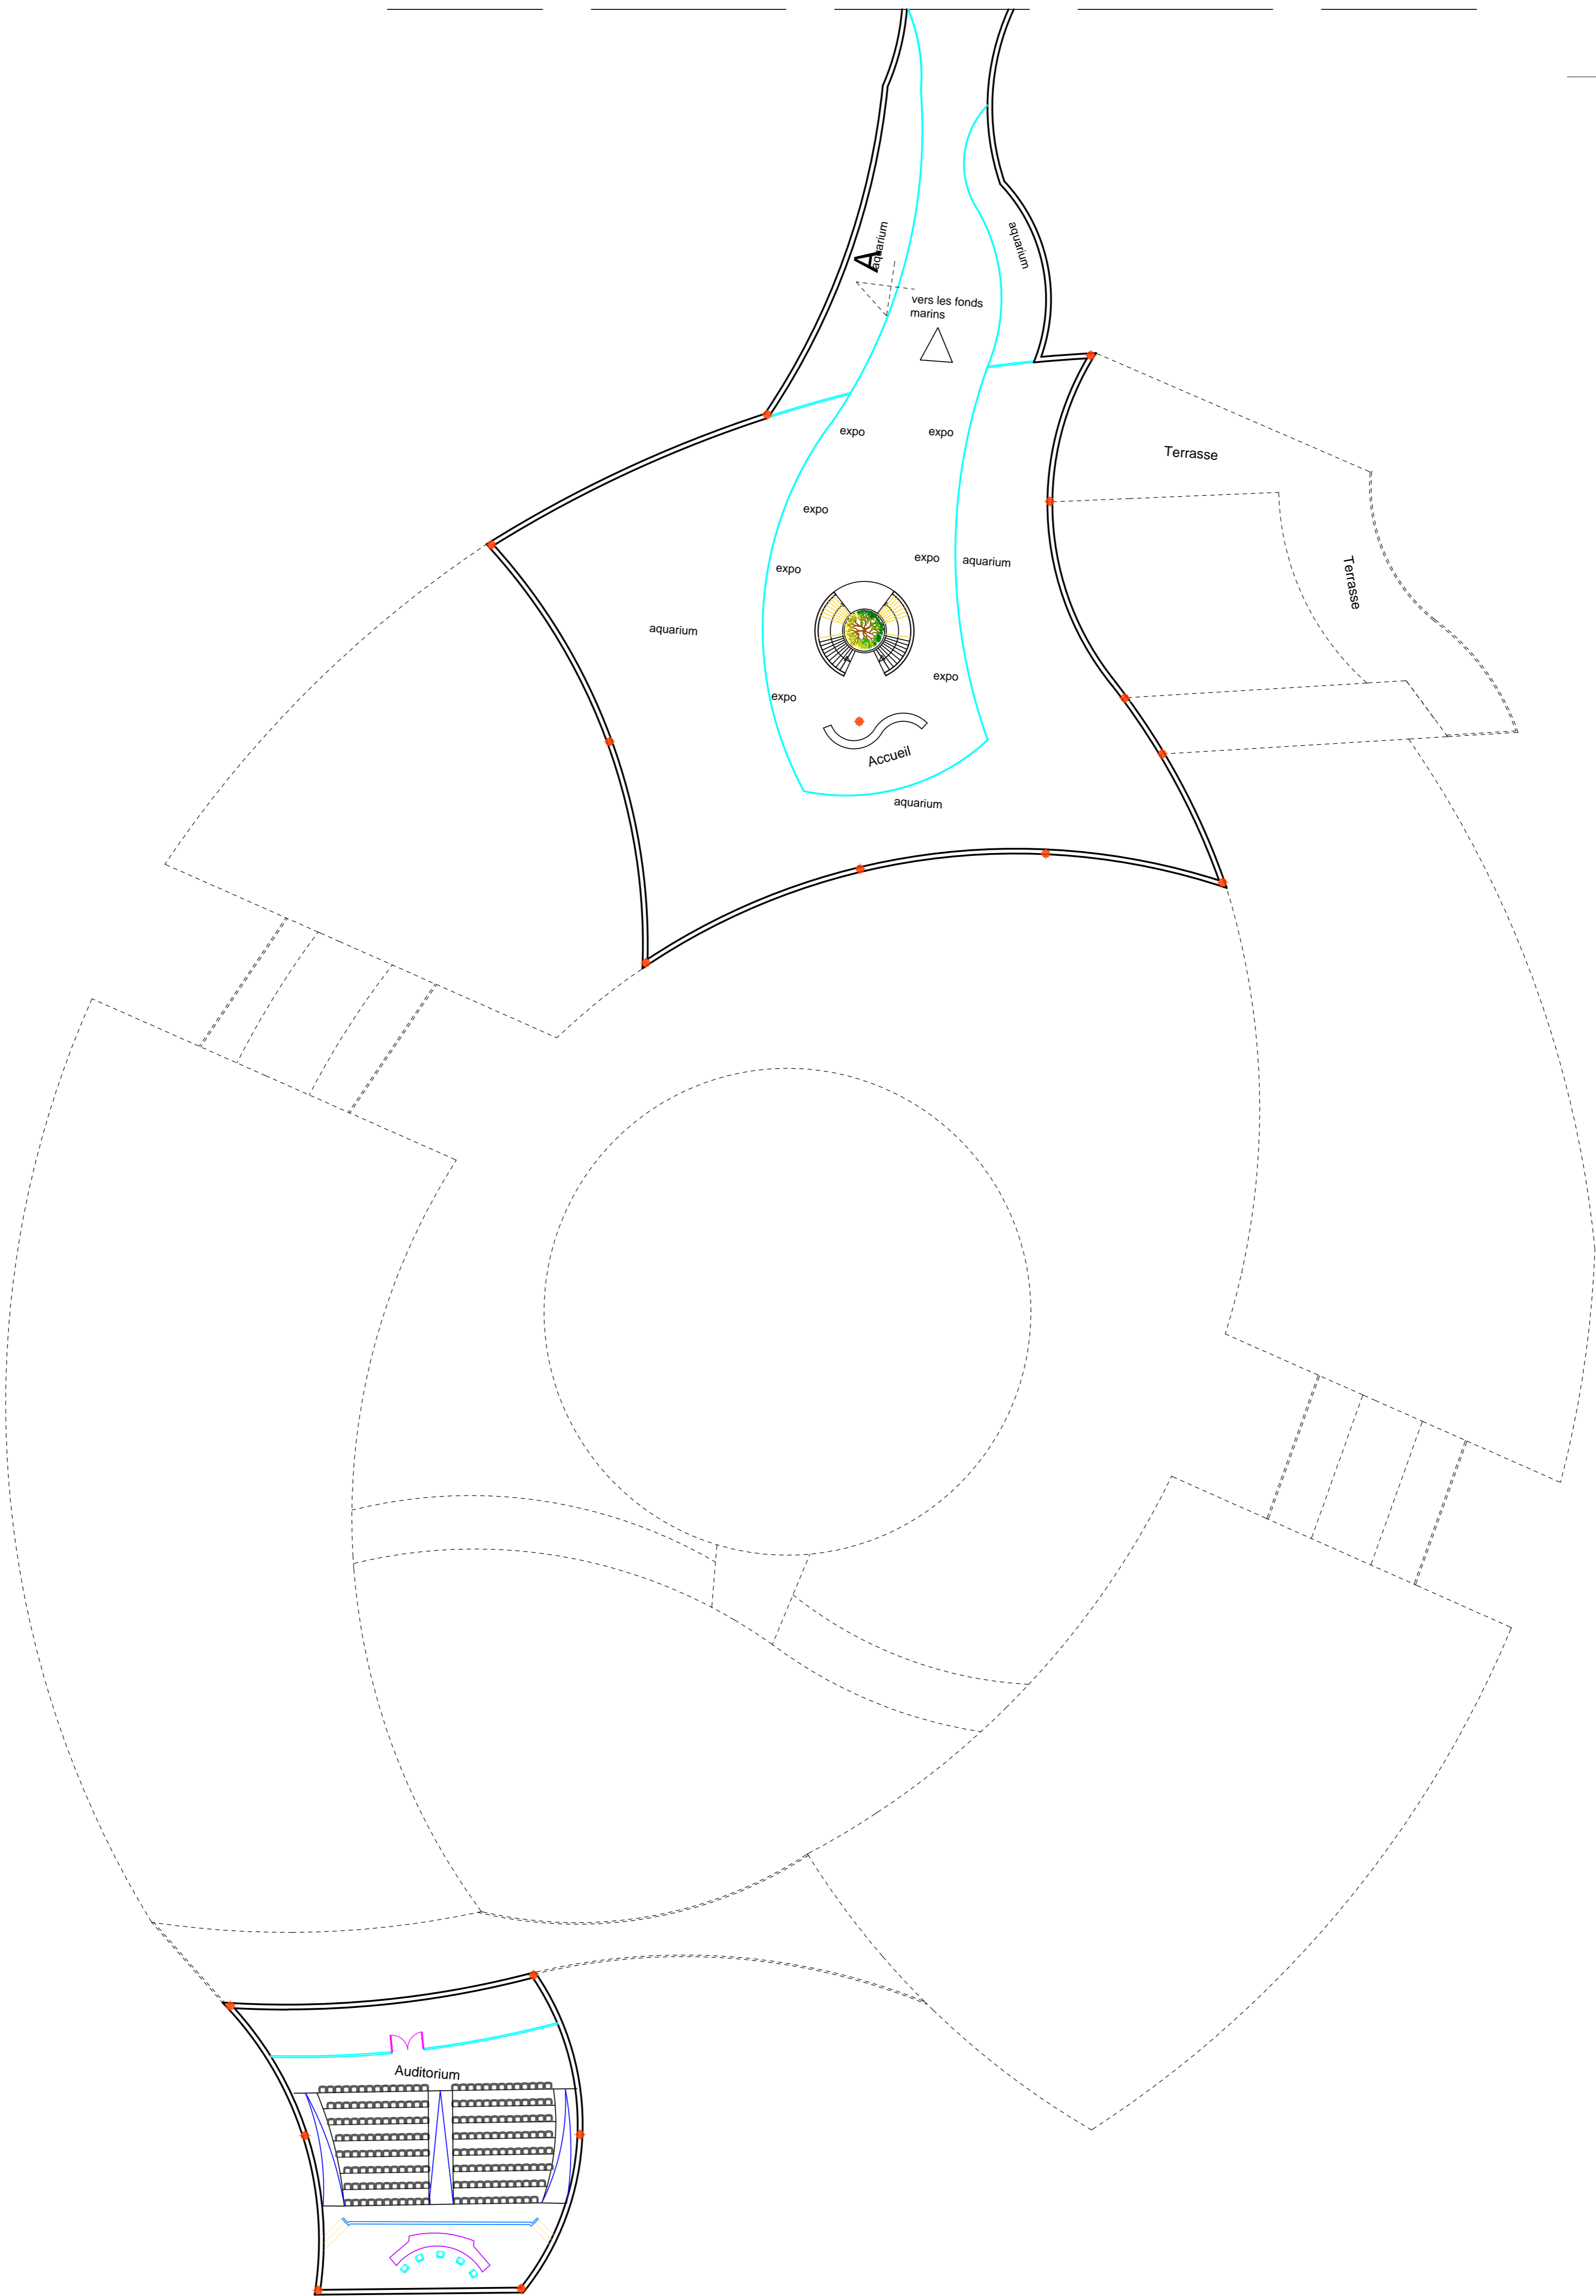 aquarium
A
aquarium
vers les fonds
marins
expo
expo
Terrasse
expo
expo
aquarium
expo
Terrasse
aquarium
expo
expo
Accueil
aquarium
Auditorium